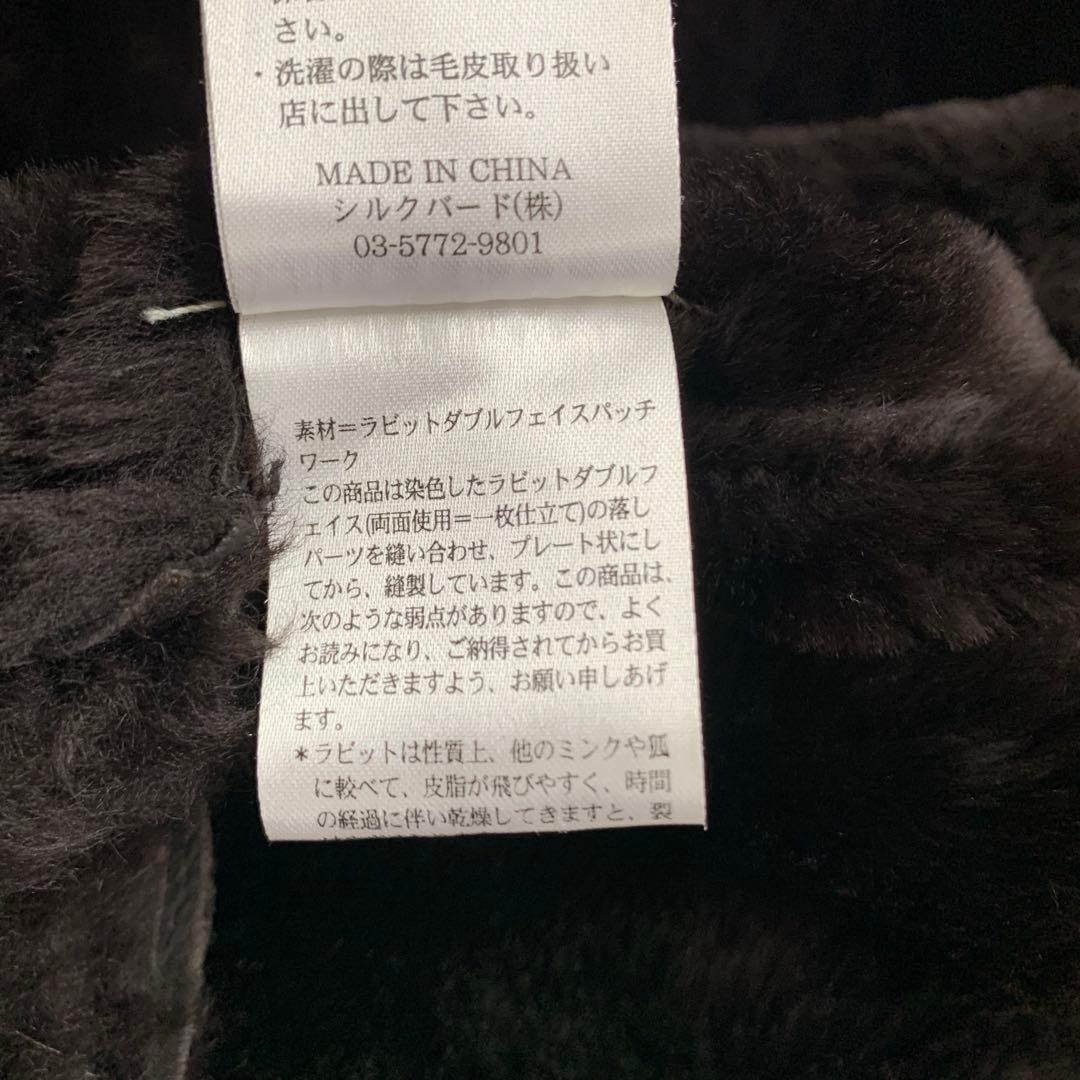 さい。
・洗濯の際は毛皮取り扱い
店に出して下さい。
MADE IN CHINA
シルクバード(株)
03-5772-9801
素材＝ラビットダブルフェイスパッチ
ワーク
この商品は染色したラビットダブルフ
ェイス(両面使用＝一枚仕立て)の落し
パーツを縫い合わせ、プレート状にし
てから、縫製しています。この商品は、
次のような弱点がありますので、よく
お読みになり、ご納得されてからお買
上いただきますよう、お願い申しあげ
ます。
＊ラビットは性質上、他のミンクや狐
に較べて、皮脂が飛びやすく、時間
の経過に伴い乾燥してきますと、裂